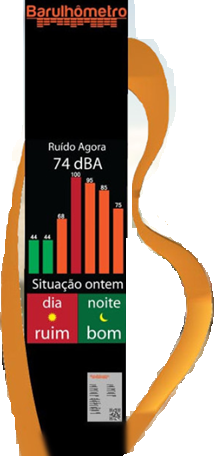 Barulhômetro
Ruído Agora
74 dBA
44 44 68 100 95 85 75
Situação ontem
dia noite
ruim bom